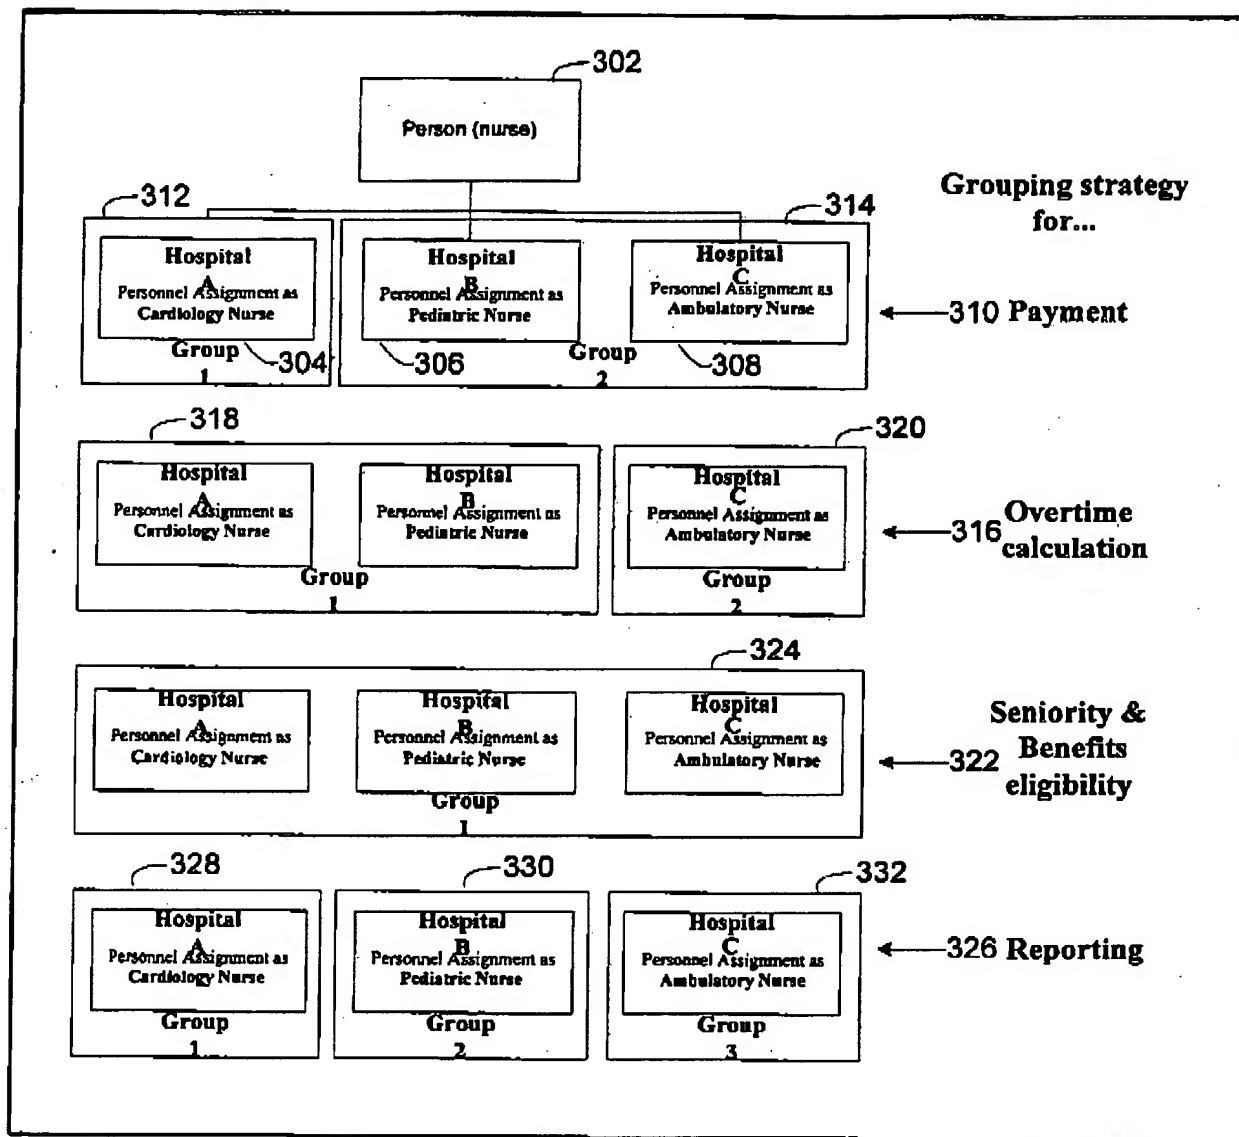 302
Person (nurse)
Grouping strategy
for...
312
314
Hospital
A
Personnel Assignment as
Cardiology Nurse
Hospital
B
Personnel Assignment as
Pediatric Nurse
Hospital
C
Personnel Assignment as
Ambulatory Nurse
310 Payment
Group
1
304
306
Group
2
308
318
320
Hospital
A
Personnel Assignment as
Cardiology Nurse
Hospital
B
Personnel Assignment as
Pediatric Nurse
Hospital
C
Personnel Assignment as
Ambulatory Nurse
316 Overtime
calculation
Group
1
Group
2
324
Hospital
A
Personnel Assignment as
Cardiology Nurse
Hospital
B
Personnel Assignment as
Pediatric Nurse
Hospital
C
Personnel Assignment as
Ambulatory Nurse
Seniority &
322 Benefits
eligibility
Group
1
328
330
332
Hospital
A
Personnel Assignment as
Cardiology Nurse
Hospital
B
Personnel Assignment as
Pediatric Nurse
Hospital
C
Personnel Assignment as
Ambulatory Nurse
326 Reporting
Group
1
Group
2
Group
3